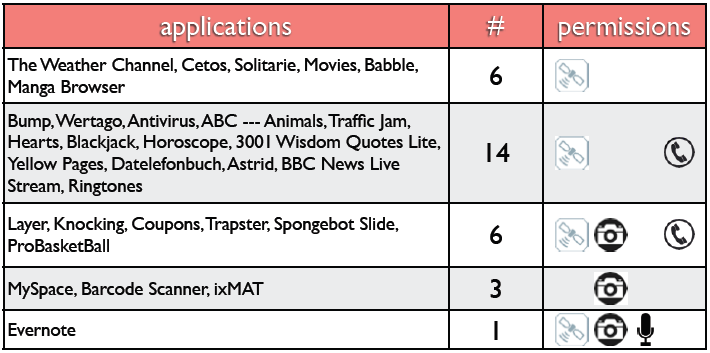 applications # permissions
The Weather Channel, Cetos, Solitarie, Movies, Babble,
Manga Browser
6
Bump, Wertago, Antivirus, ABC --- Animals, Traffic Jam,
Hearts, Blackjack, Horoscope, 3001 Wisdom Quotes Lite,
Yellow Pages, Datelefonbuch, Astrid, BBC News Live
Stream, Ringtones
14
Layer, Knocking, Coupons, Trapster, Spongebot Slide,
ProBasketBall
6
MySpace, Barcode Scanner, ixMAT 3
Evernote 1